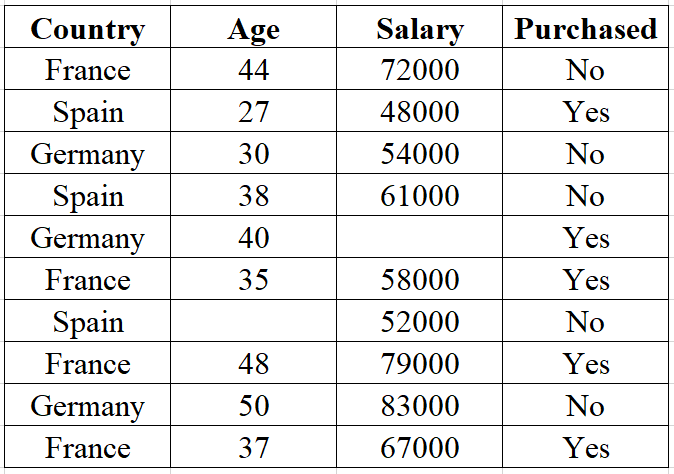 Country Age Salary Purchased
France 44 72000 No
Spain 27 48000 Yes
Germany 30 54000 No
Spain 38 61000 No
Germany 40 Yes
France 35 58000 Yes
Spain 52000 No
France 48 79000 Yes
Germany 50 83000 No
France 37 67000 Yes